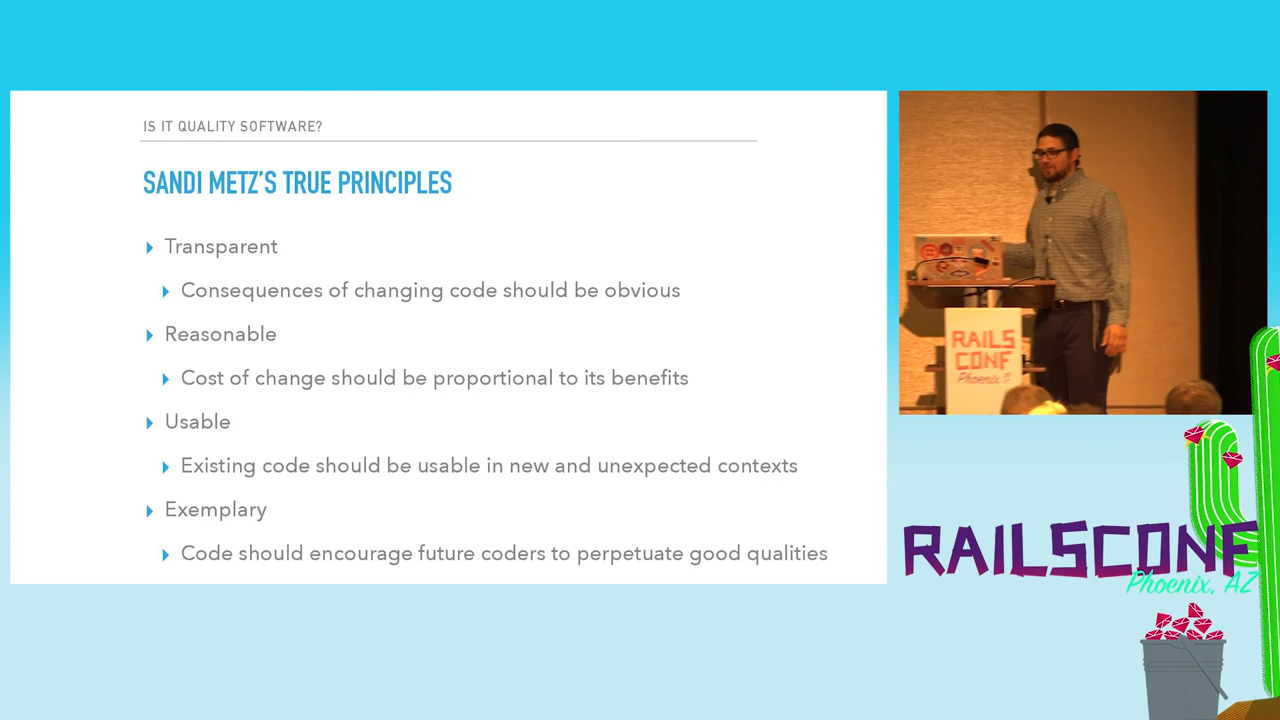 IS IT QUALITY SOFTWARE?
SANDI METZ'S TRUE PRINCIPLES
Transparent
Consequences of changing code should be obvious
Reasonable
Cost of change should be proportional to its benefits
Usable
Existing code should be usable in new and unexpected contexts
Exemplary
Code should encourage future coders to perpetuate good qualities
RAILS
CONF
Phoenix
RAILSCONF
Phoenix, AZ